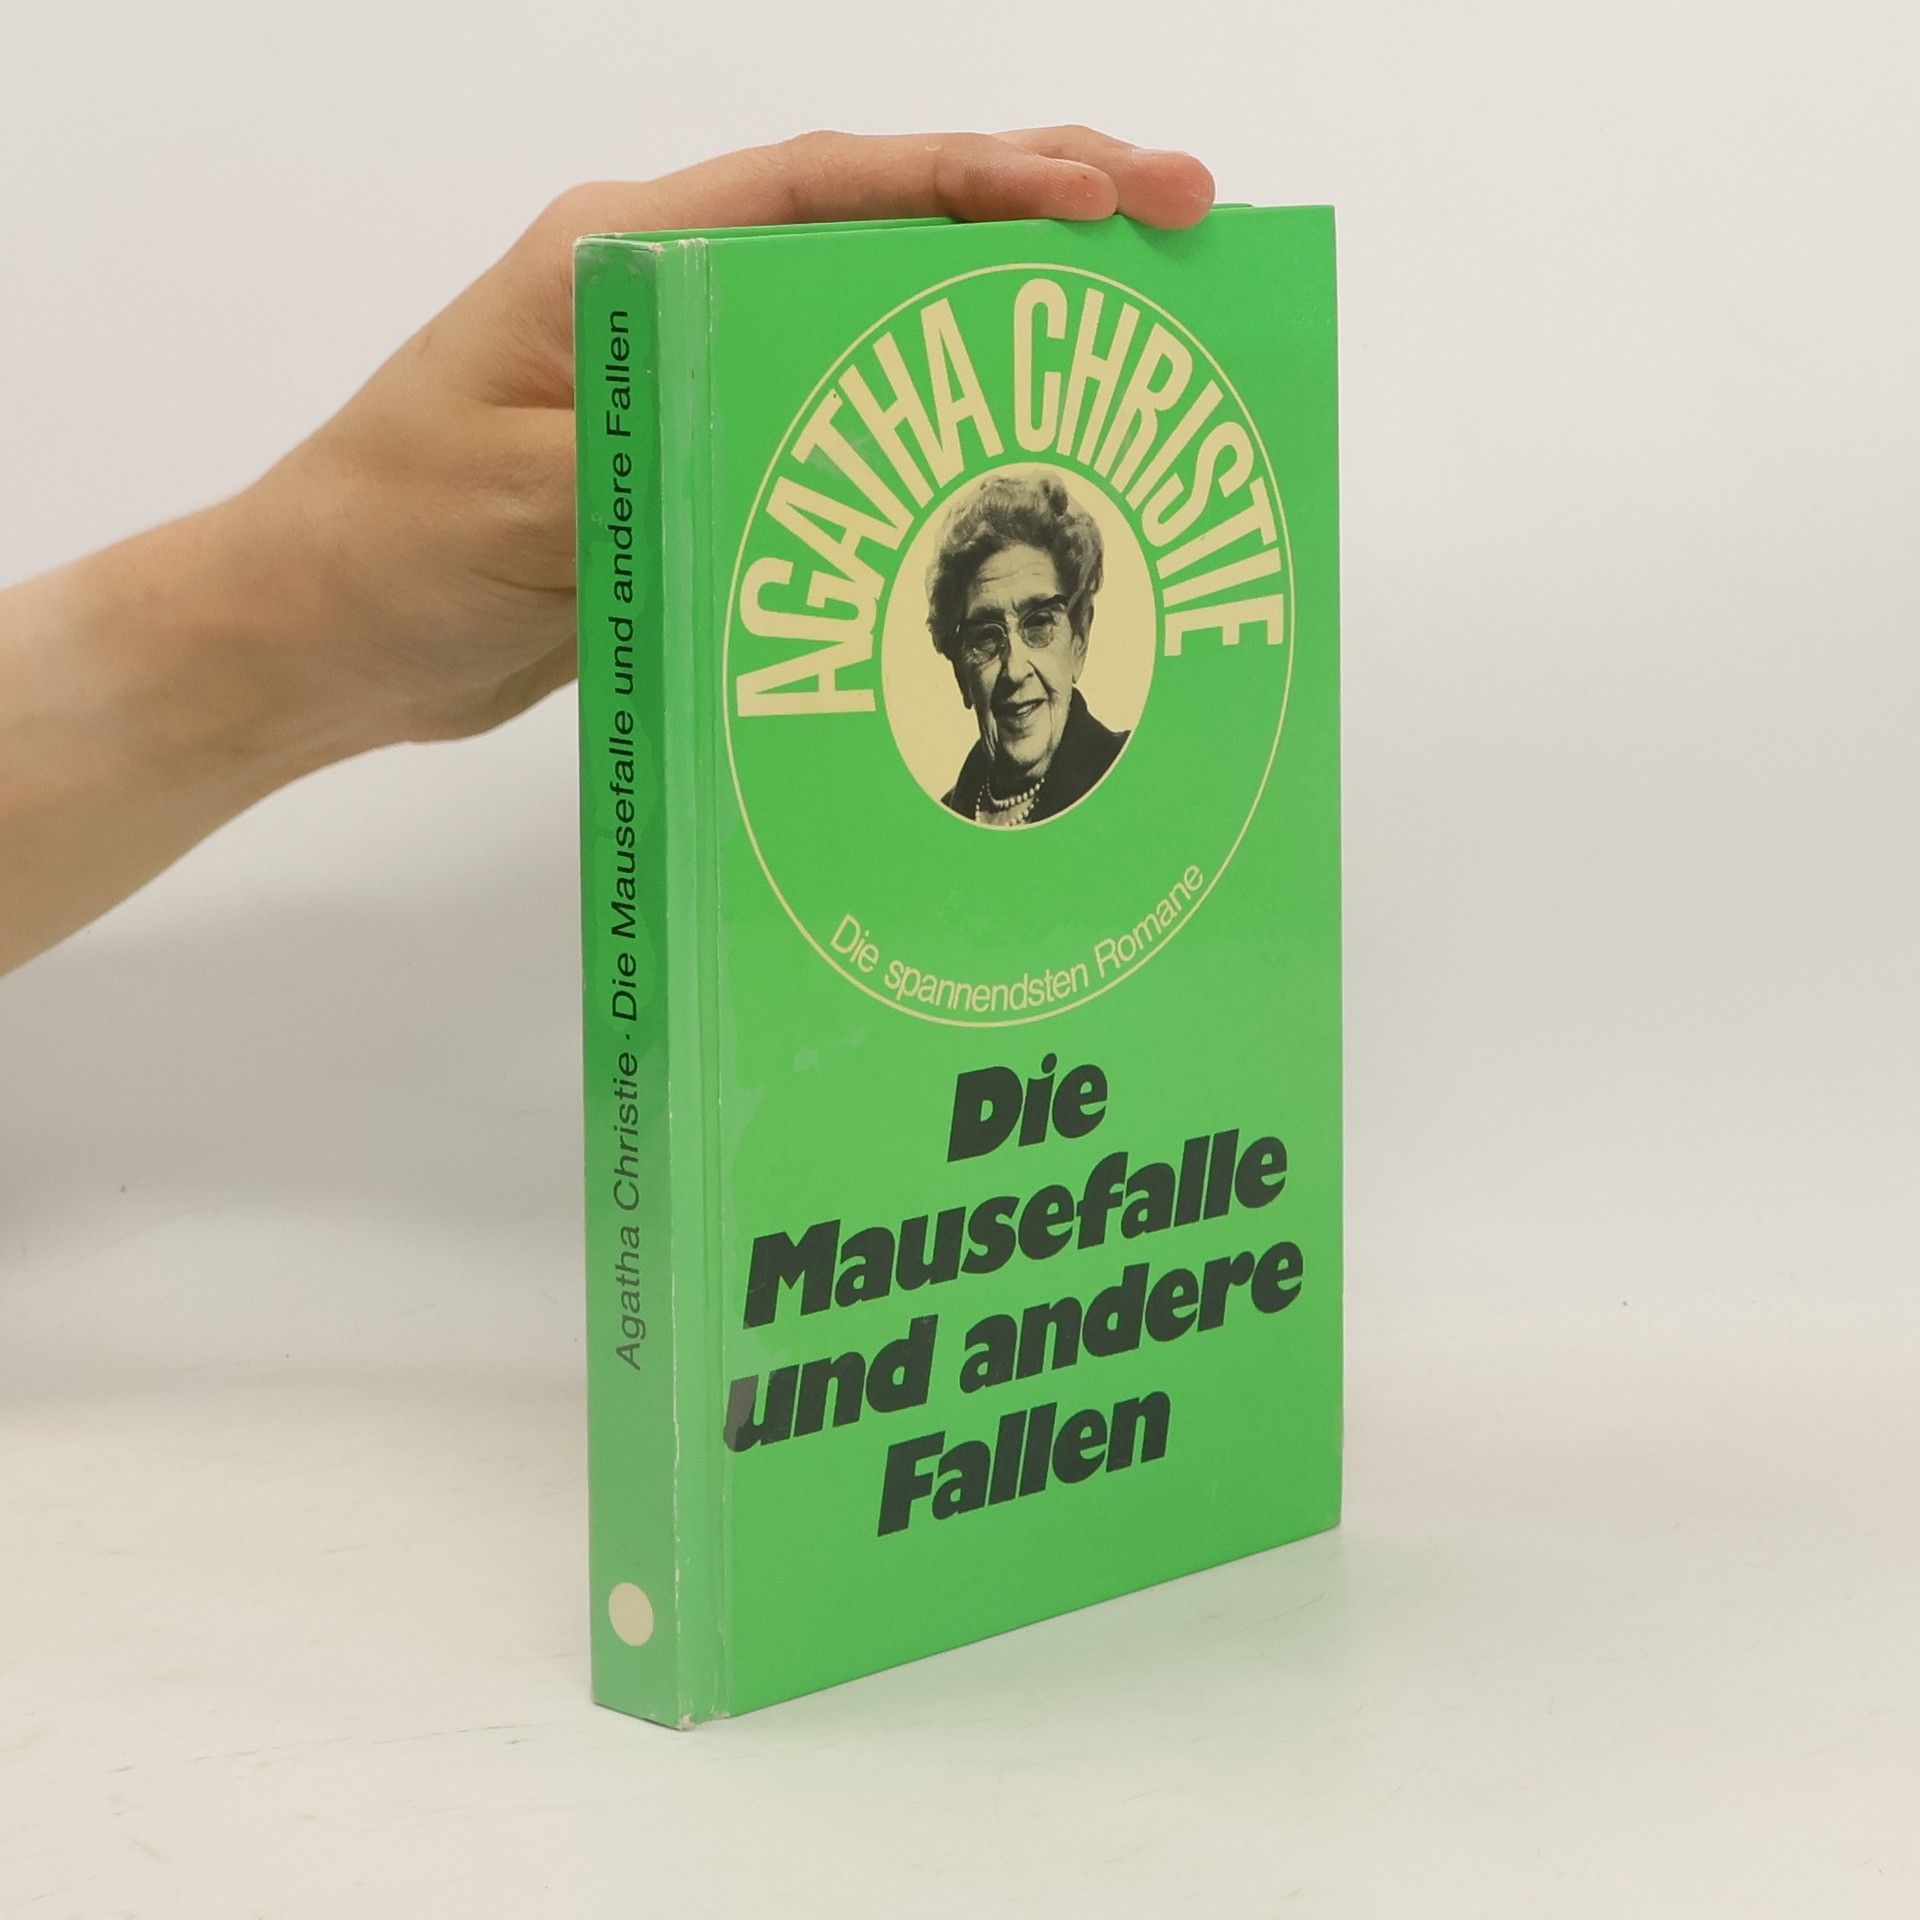 Agatha Christie · Die Mausefalle und andere Fallen
AGATHA CHRISTIE
Die spannendsten Romane
Die
Mausefalle
und andere
Fallen